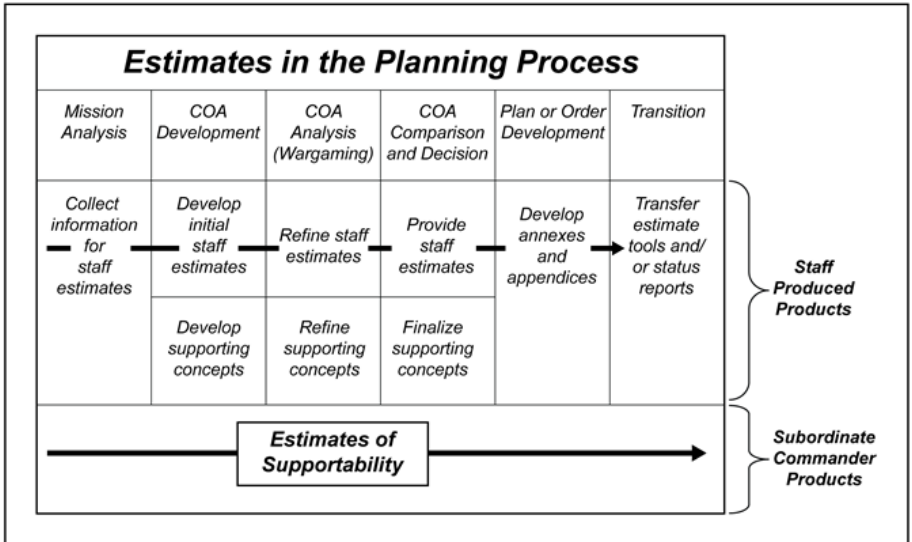 Estimates in the Planning Process
Mission
Analysis
COA
Development
COA
Analysis
(Wargaming)
COA
Comparison
and Decision
Plan or Order
Development
Transition
Collect
information
for
staff
estimates
Develop
initial
staff
estimates
Refine staff
estimates
Provide
staff
estimates
Develop
annexes
and
appendices
Transfer
estimate
tools and/
or status
reports
Staff
Produced
Products
Develop
supporting
concepts
Refine
supporting
concepts
Finalize
supporting
concepts
Estimates of
Supportability
Subordinate
Commander
Products